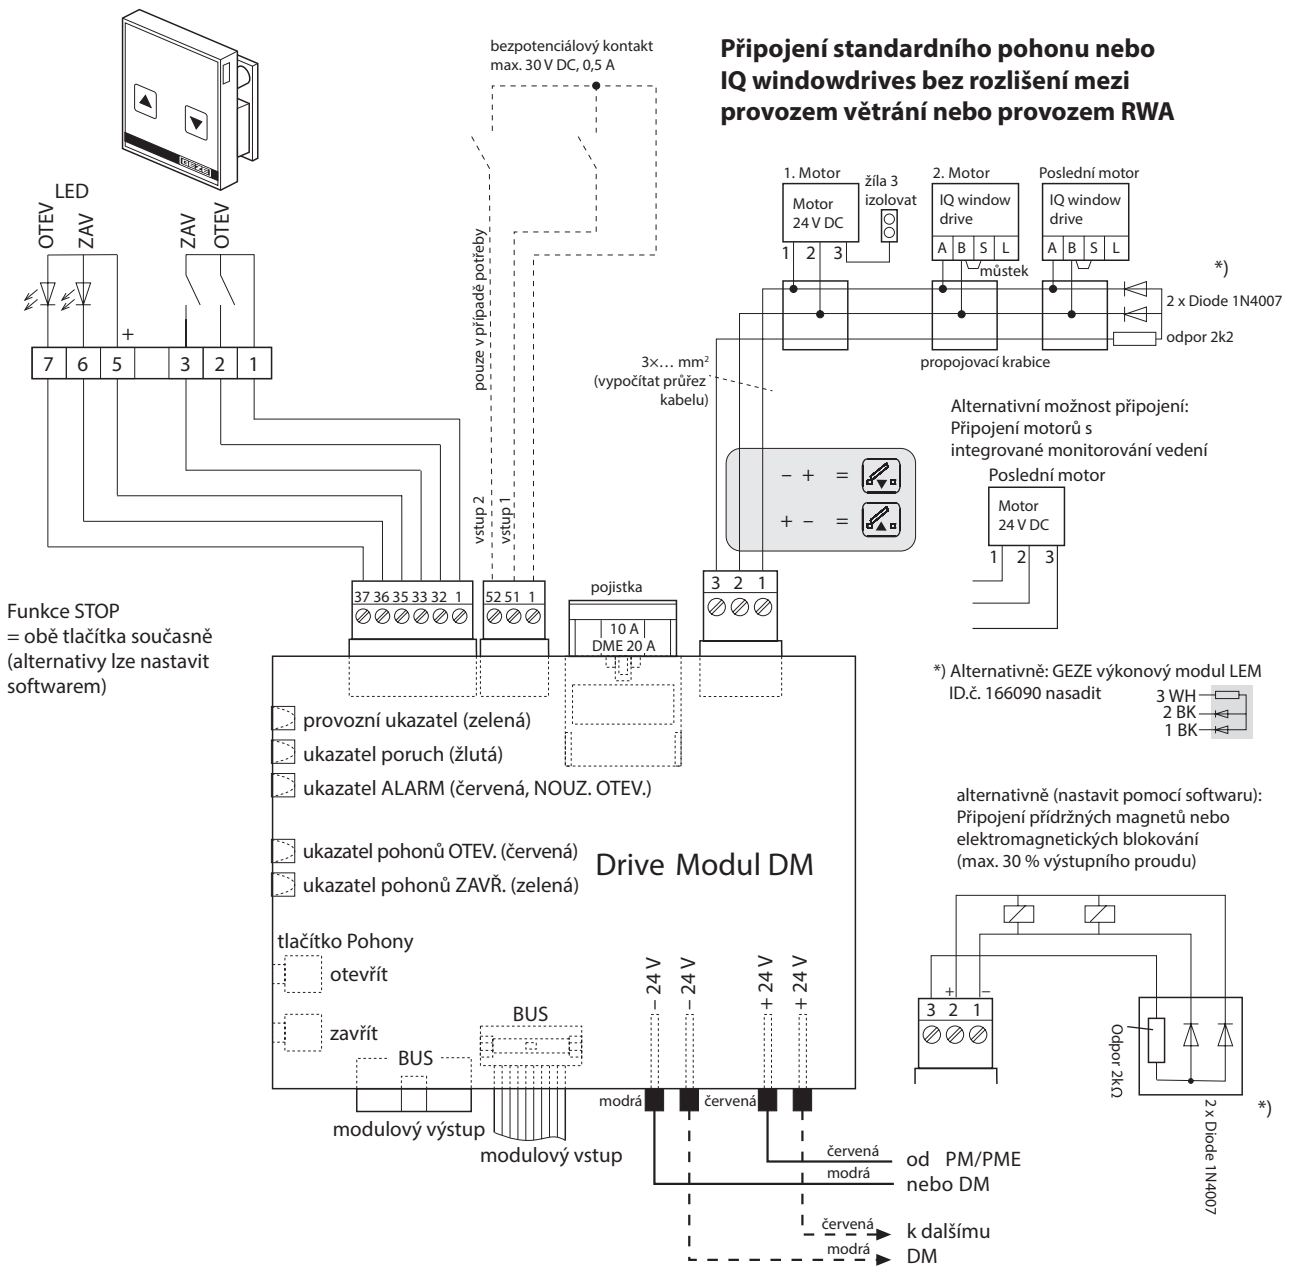 Připojení standardního pohonu nebo
IQ windowdrives bez rozlišení mezi
provozem větrání nebo provozem RWA
bezpotenciálový kontakt
max. 30 V DC, 0,5 A
GEZE
LED
OTEV
ZAV
ZAV
OTEV
+
7 6 5 3 2 1
pouze v případě potřeby
vstup 2
vstup 1
1. Motor
Motor
24 V DC
1 2 3
žíla 3
izolovat
2. Motor
IQ window
drive
A B S L
můstek
Poslední motor
IQ window
drive
A B S L
*)
2 x Diode 1N4007
odpor 2k2
propojovací krabice
3×… mm²
(vypočítat průřez
kabelu)
– + =
+ – =
Alternativní možnost připojení:
Připojení motorů s
integrované monitorování vedení
Poslední motor
Motor
24 V DC
1 2 3
37 36 35 33 32 1
52 51 1
pojistka
10 A
DME 20 A
3 2 1
Funkce STOP
= obě tlačítka současně
(alternativy lze nastavit
softwarem)
*) Alternativně: GEZE výkonový modul LEM
ID.č. 166090 nasadit
3 WH
2 BK
1 BK
provozní ukazatel (zelená)
ukazatel poruch (žlutá)
ukazatel ALARM (červená, NOUZ. OTEV.)
ukazatel pohonů OTEV. (červená)
ukazatel pohonů ZAVŘ. (zelená)
Drive Modul DM
tlačítko Pohony
otevřít
zavřít
BUS
BUS
modulový výstup
modulový vstup
– 24 V
– 24 V
+ 24 V
+ 24 V
modrá
červená
alternativně (nastavit pomocí softwaru):
Připojení přídržných magnetů nebo
elektromagnetických blokování
(max. 30 % výstupního proudu)
+ –
3 2 1
Odpor 2kΩ
2 x Diode 1N4007
*)
červená
od PM/PME
modrá
nebo DM
červená
k dalšímu
modrá
DM